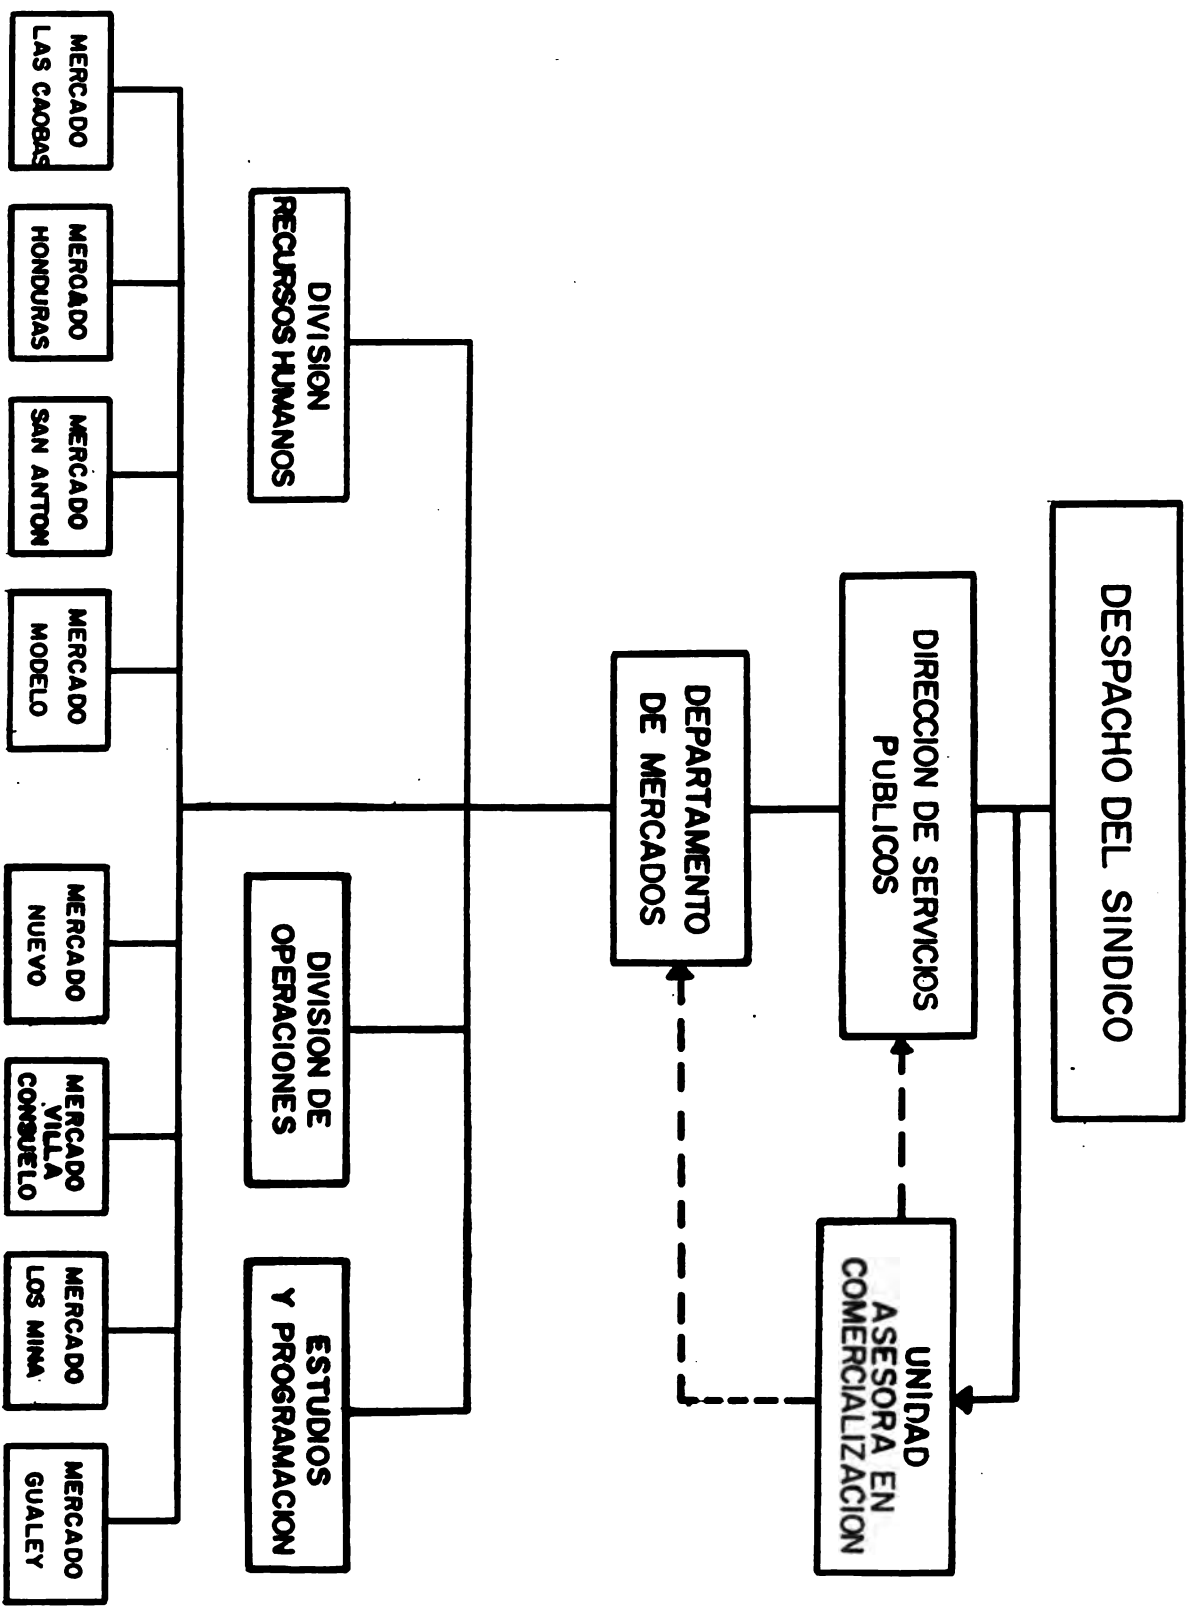 DESPACHO DEL SINDICO
DIRECCION DE SERVICIOS
PUBLICOS
UNIDAD
ASESORA EN
COMERCIALIZACION
DEPARTAMENTO
DE MERCADOS
DIVISION
RECURSOS HUMANOS
DIVISION DE
OPERACIONES
ESTUDIOS
Y PROGRAMACION
MERCADO
LAS CAOBAS
MERCADO
HONDURAS
MERCADO
SAN ANTON
MERCADO
MODELO
MERCADO
NUEVO
MERCADO
VILLA
CONSUELO
MERCADO
LOS MINA
MERCADO
GUALEY